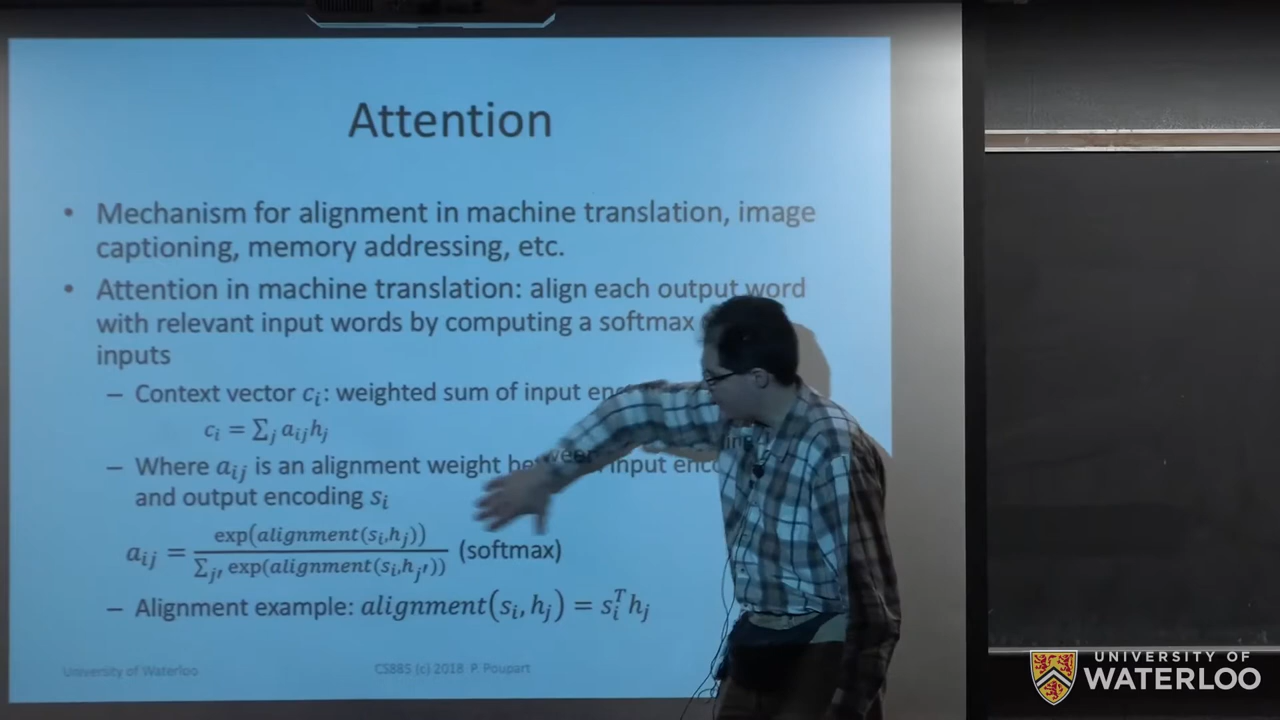 Attention
• Mechanism for alignment in machine translation, image
captioning, memory addressing, etc.
• Attention in machine translation: align each output word
with relevant input words by computing a softmax
inputs
– Context vector cᵢ: weighted sum of input
cᵢ = ∑ⱼ aᵢⱼhⱼ
– Where aᵢⱼ is an alignment weight between input
and output encoding sᵢ
aᵢⱼ = exp(alignment(sᵢ,hⱼ)) / ∑ⱼ′ exp(alignment(sᵢ,hⱼ′)) (softmax)
– Alignment example: alignment(sᵢ, hⱼ) = sᵢᵀhⱼ
University of Waterloo CS885 (c) 2018 P. Poupart
UNIVERSITY OF
WATERLOO